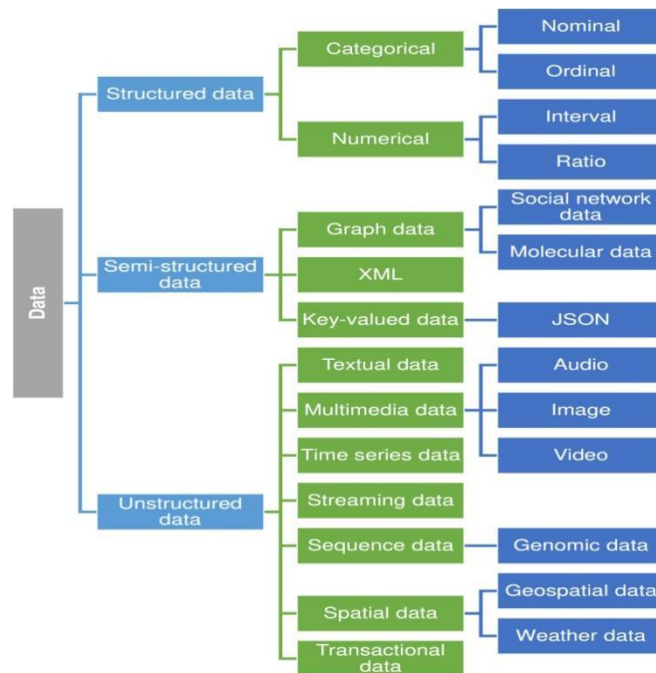 Data
Structured data
Categorical
Nominal
Ordinal
Numerical
Interval
Ratio
Semi-structured
data
Graph data
Social network
data
Molecular data
XML
Key-valued data
JSON
Unstructured
data
Textual data
Multimedia data
Audio
Image
Video
Time series data
Streaming data
Sequence data
Genomic data
Spatial data
Geospatial data
Weather data
Transactional
data